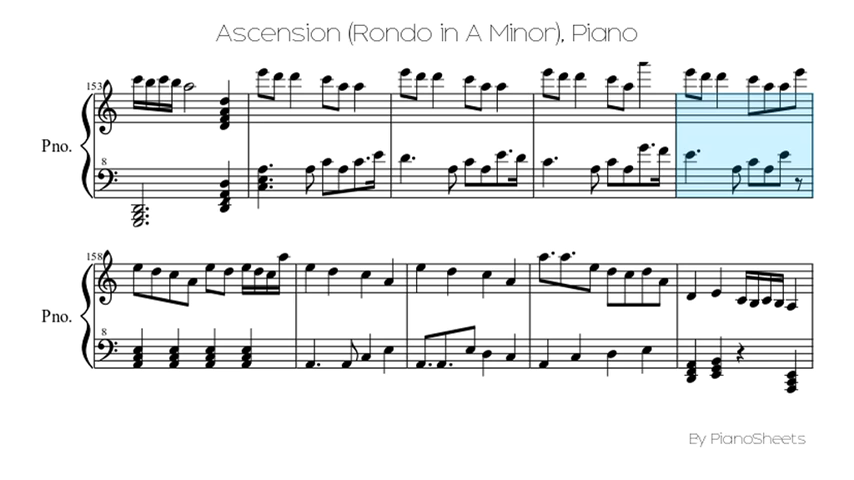 Ascension (Rondo in A Minor), Piano
153
8
Pno.
158
8
Pno.
By PianoSheets